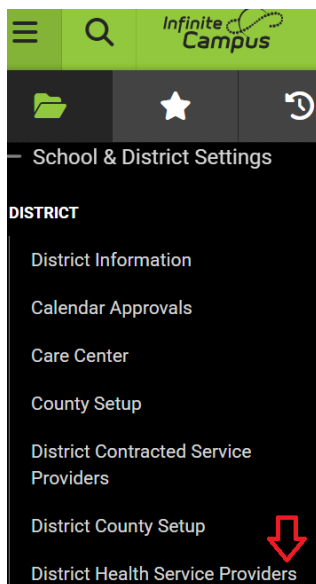 Infinite
Campus
School & District Settings
DISTRICT
District Information
Calendar Approvals
Care Center
County Setup
District Contracted Service
Providers
District County Setup
District Health Service Providers